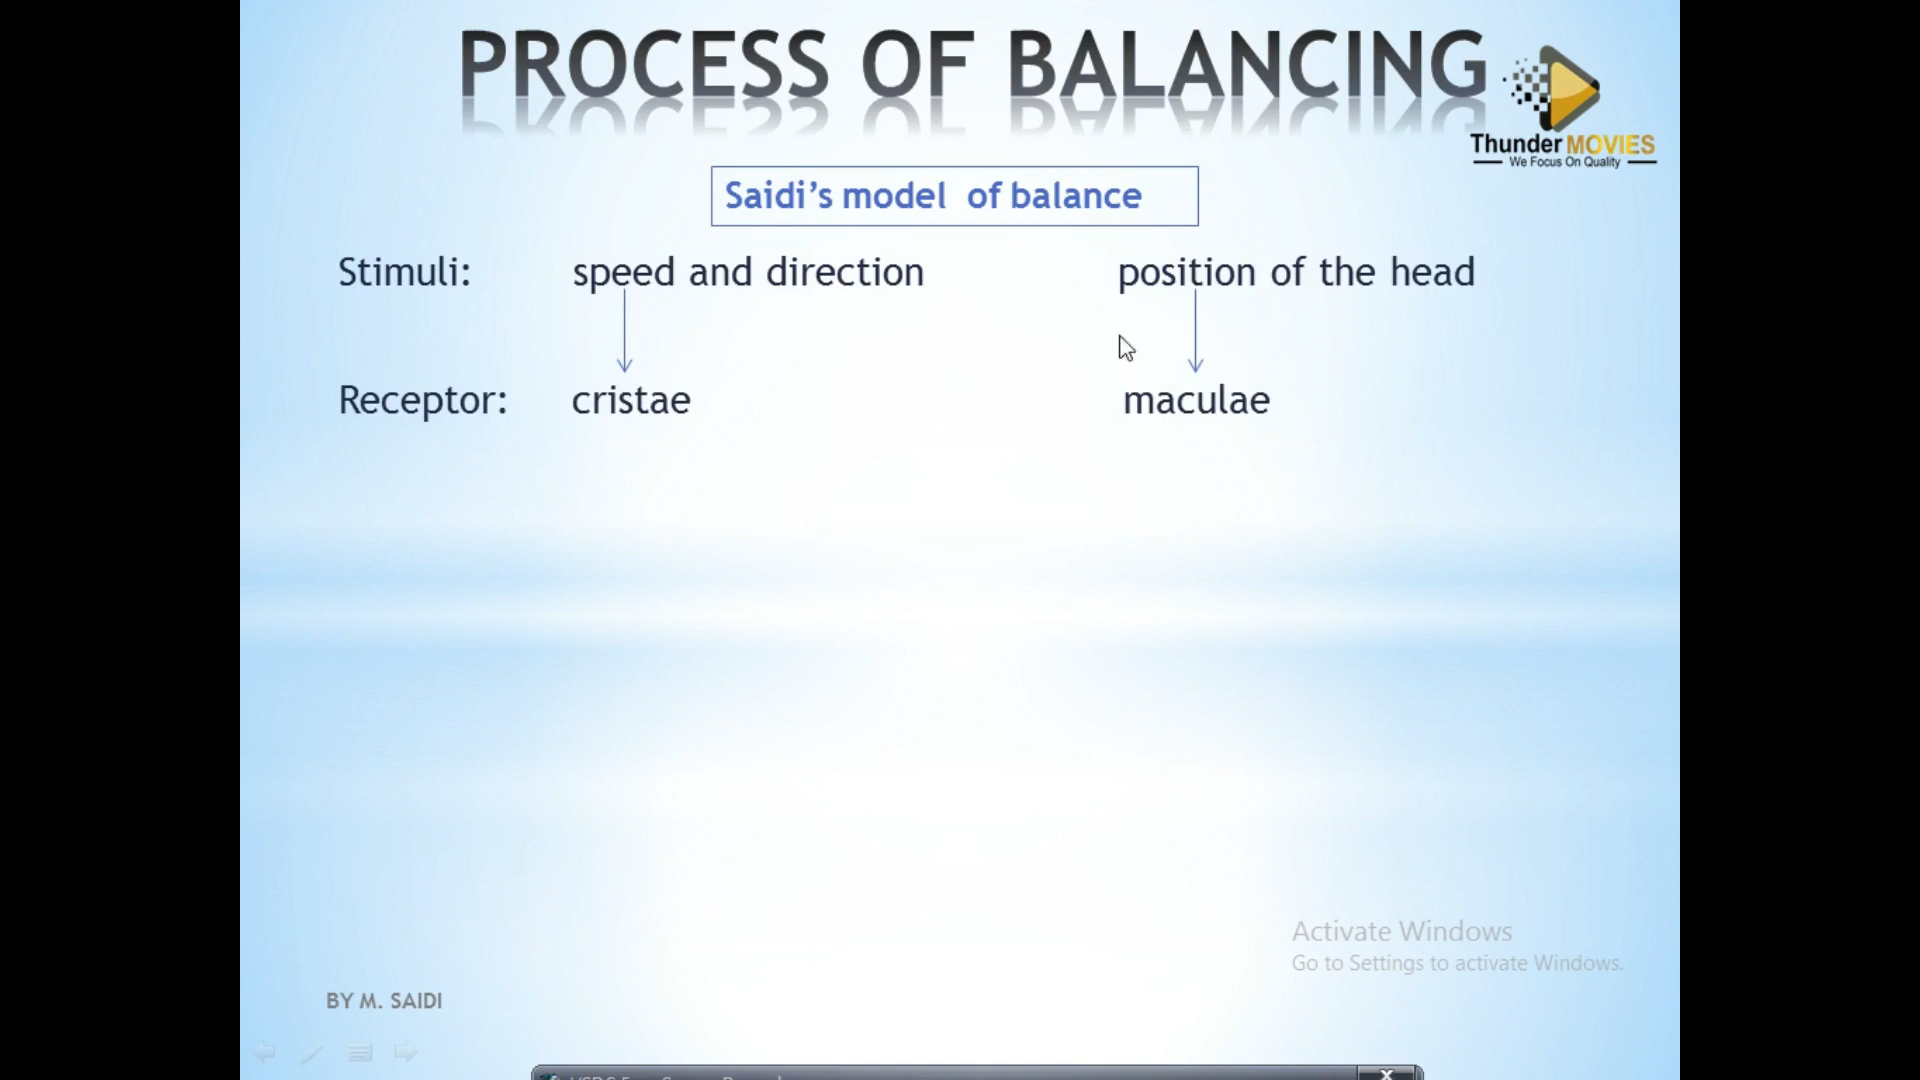 PROCESS OF BALANCING
Thunder MOVIES
We Focus On Quality
Saidi’s model of balance
Stimuli: speed and direction position of the head
Receptor: cristae maculae
Activate Windows
Go to Settings to activate Windows.
BY M. SAIDI
X